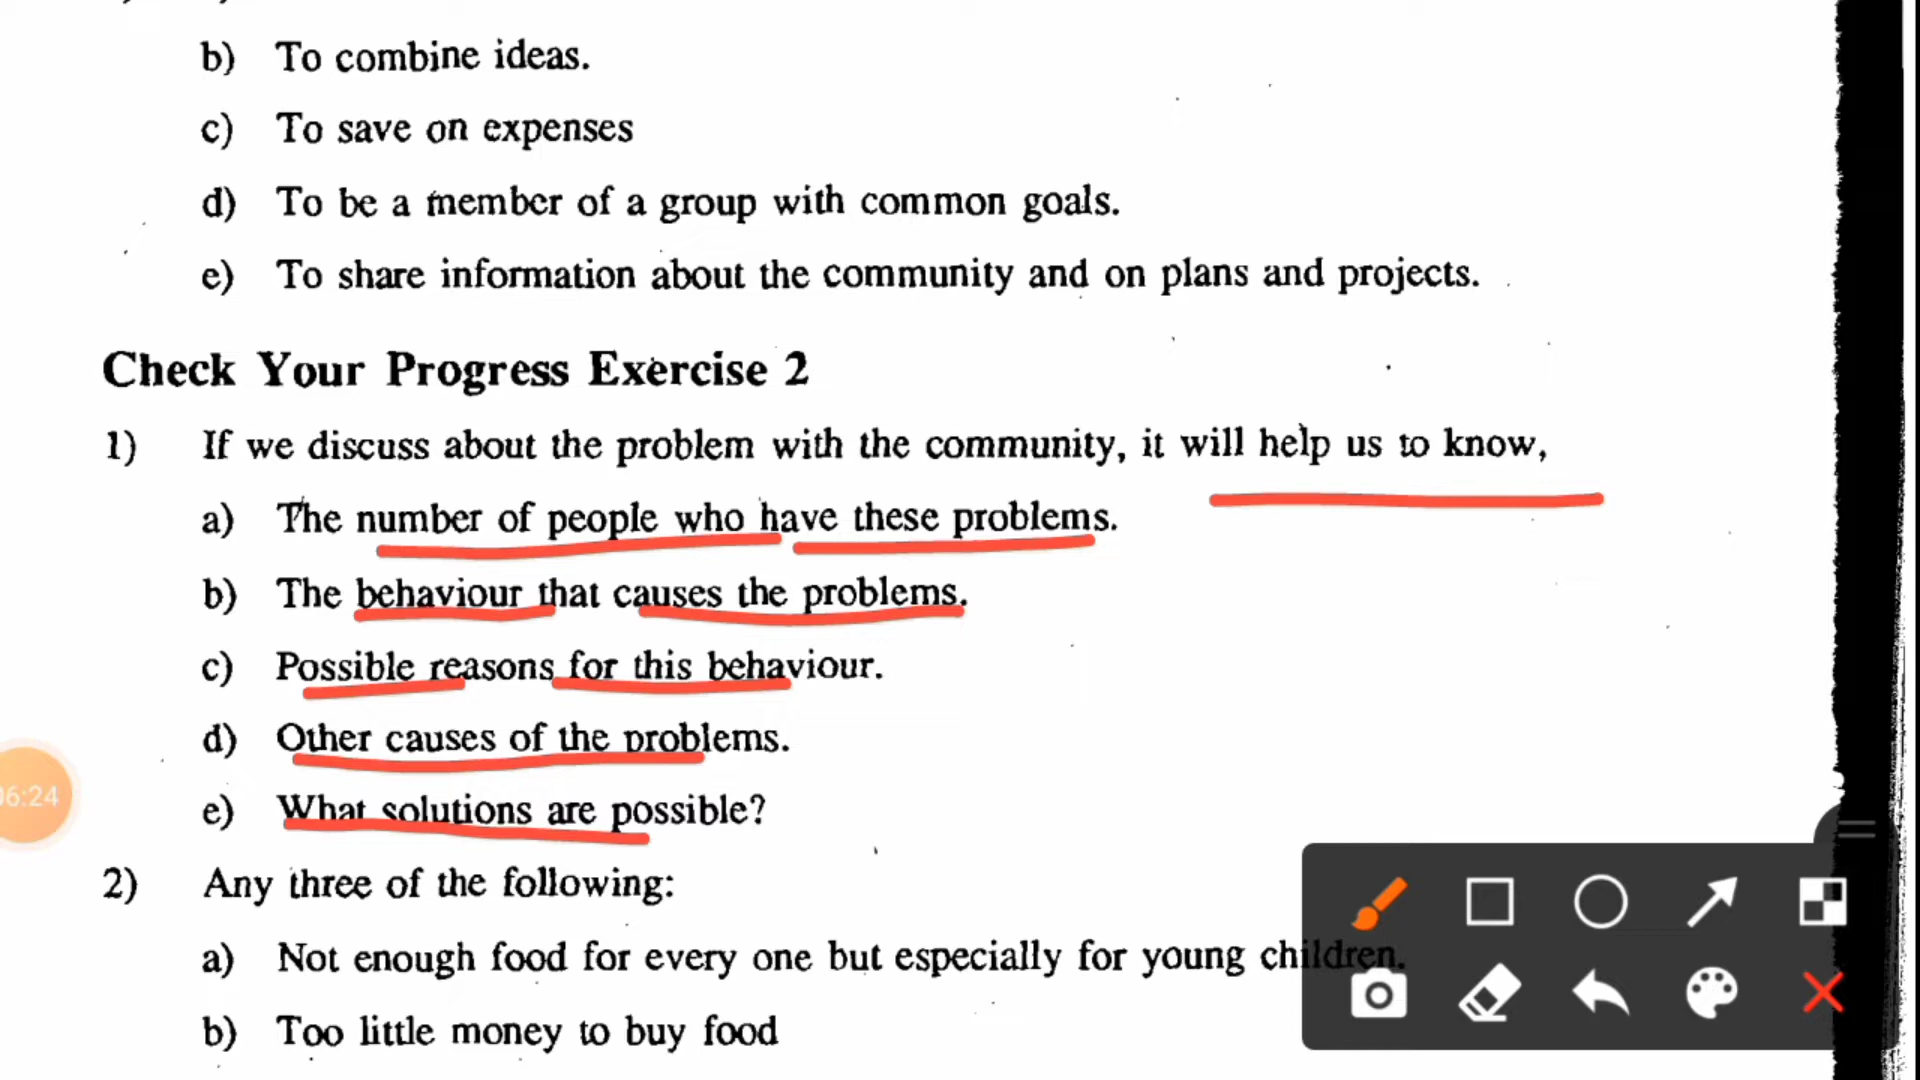 b) To combine ideas.
c) To save on expenses
d) To be a member of a group with common goals.
e) To share information about the community and on plans and projects.
Check Your Progress Exercise 2
1) If we discuss about the problem with the community, it will help us to know,
a) The number of people who have these problems.
b) The behaviour that causes the problems.
c) Possible reasons for this behaviour.
d) Other causes of the problems.
e) What solutions are possible?
06:24
2) Any three of the following:
a) Not enough food for every one but especially for young children.
b) Too little money to buy food